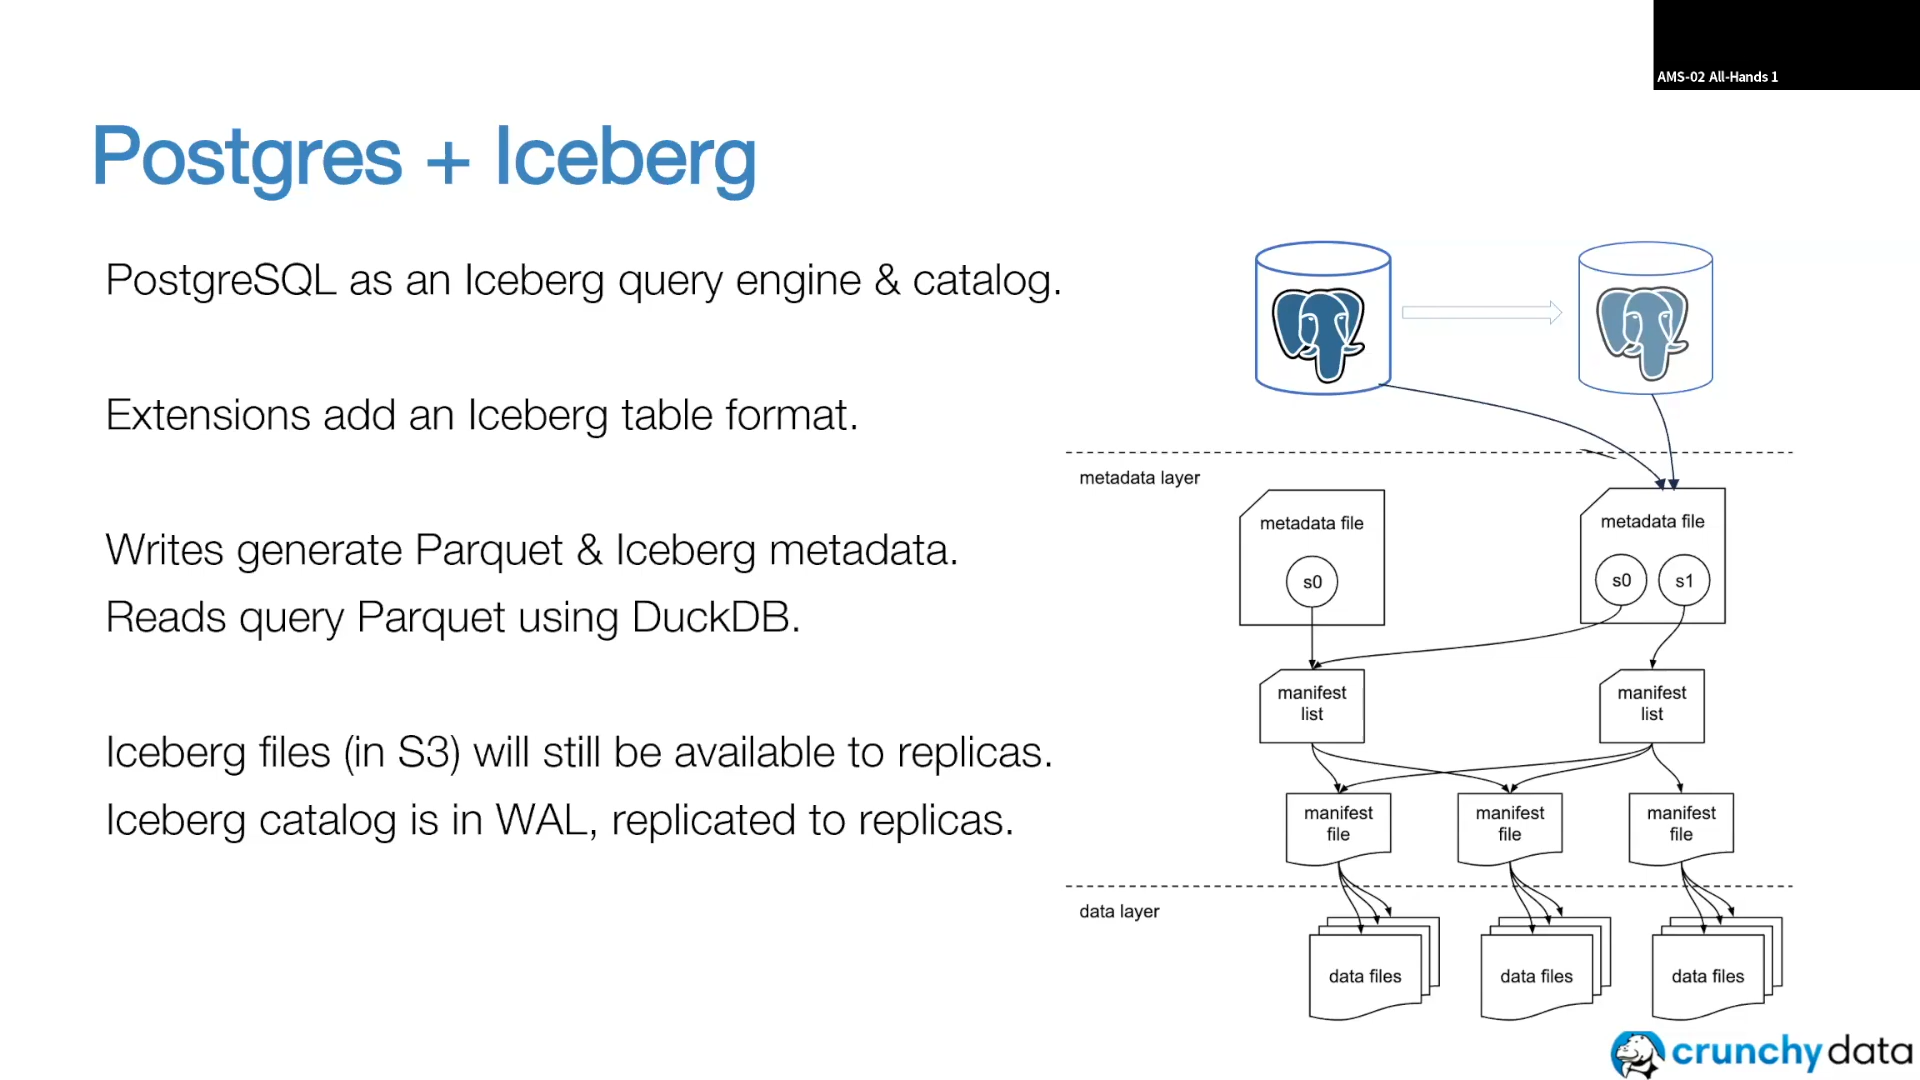 AMS-02 All-Hands 1
Postgres + Iceberg
PostgreSQL as an Iceberg query engine & catalog.
Extensions add an Iceberg table format.
Writes generate Parquet & Iceberg metadata.
Reads query Parquet using DuckDB.
Iceberg files (in S3) will still be available to replicas.
Iceberg catalog is in WAL, replicated to replicas.
metadata layer
metadata file
s0
metadata file
s0
s1
manifest
list
manifest
list
manifest
file
manifest
file
manifest
file
data layer
data files
data files
data files
crunchy data